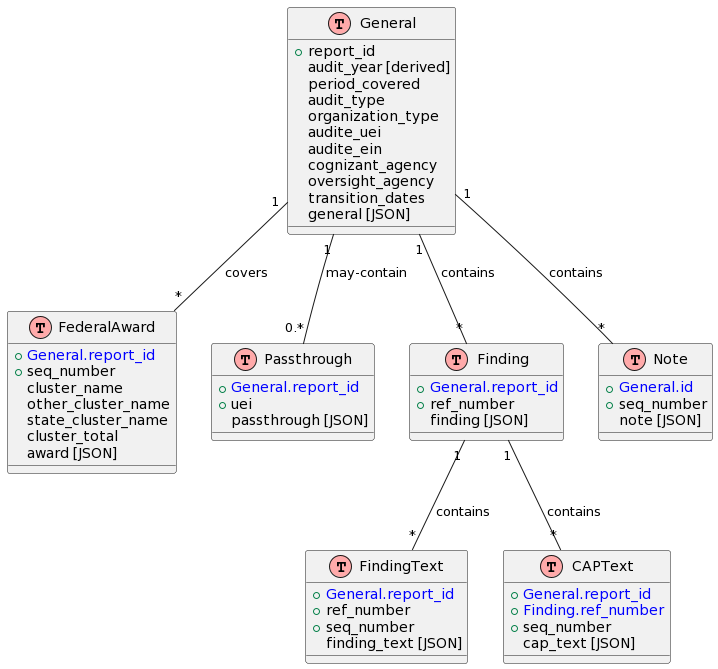 T General
report_id
audit_year [derived]
period_covered
audit_type
organization_type
audite_uei
audite_ein
cognizant_agency
oversight_agency
transition_dates
general [JSON]
1
1
1
1
covers
may-contain
contains
contains
*
0.*
*
*
T FederalAward
General.report_id
seq_number
cluster_name
other_cluster_name
state_cluster_name
cluster_total
award [JSON]
T Passthrough
General.report_id
uei
passthrough [JSON]
T Finding
General.report_id
ref_number
finding [JSON]
T Note
General.id
seq_number
note [JSON]
1
1
contains
contains
*
*
T FindingText
General.report_id
ref_number
seq_number
finding_text [JSON]
T CAPText
General.report_id
Finding.ref_number
seq_number
cap_text [JSON]